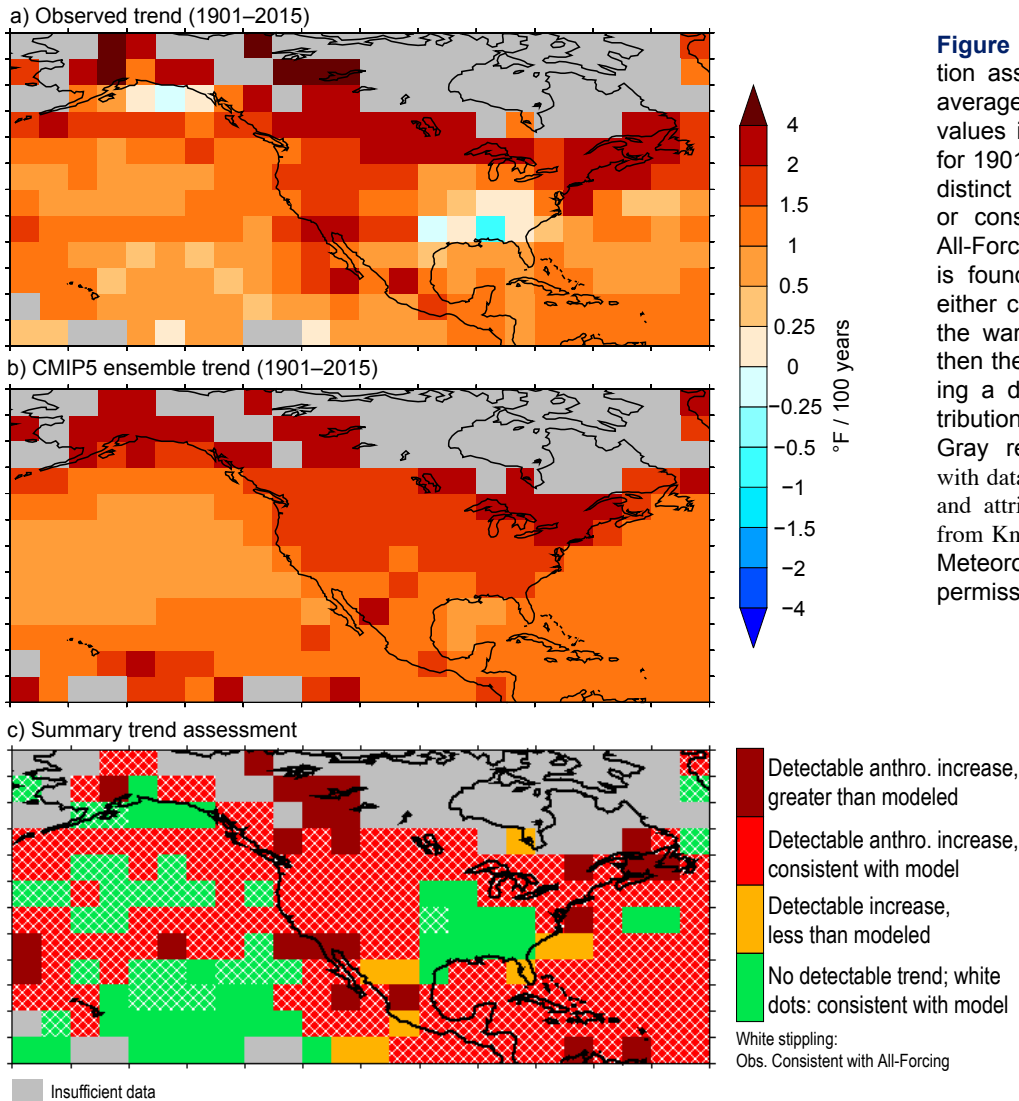 a) Observed trend (1901–2015)
4
2
1.5
1
0.5
0.25
0
−0.25
−0.5
−1
−1.5
−2
−4
°F / 100 years
b) CMIP5 ensemble trend (1901–2015)
c) Summary trend assessment
Detectable anthro. increase,
greater than modeled
Detectable anthro. increase,
consistent with model
Detectable increase,
less than modeled
No detectable trend; white
dots: consistent with model
White stippling:
Obs. Consistent with All-Forcing
Insufficient data
Figure
tion ass
average
values i
for 1901
distinct
or cons
All-Forc
is found
either c
the war
then the
ing a d
tribution
Gray re
with data
and attri
from Kn
Meteoro
permiss